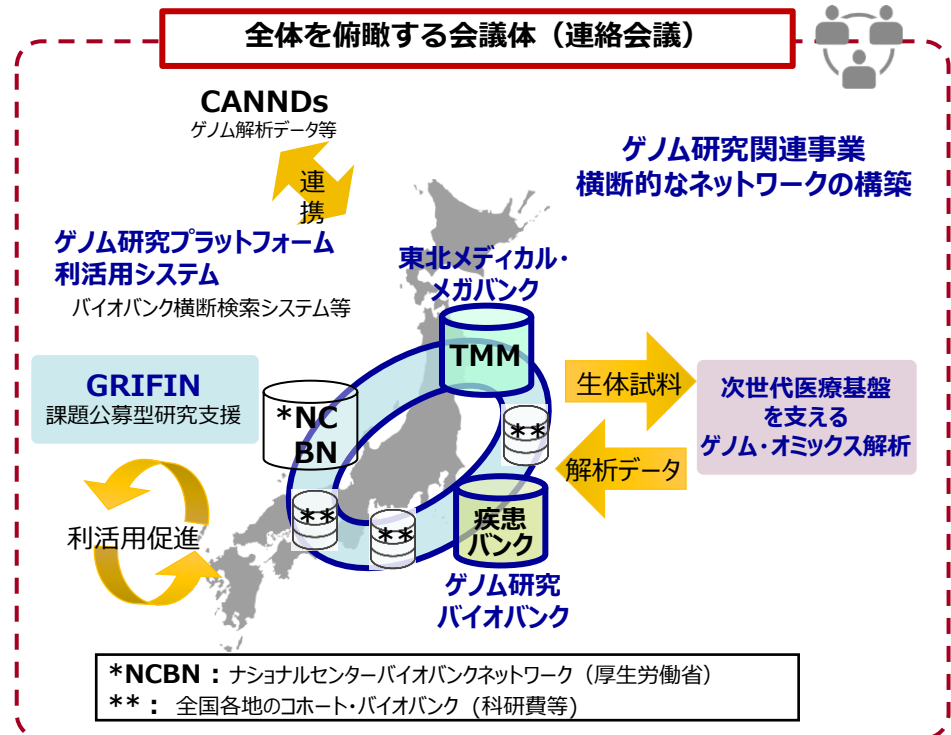 全体を俯瞰する会議体（連絡会議）
CANNDs
ゲノム解析データ等
連
携
ゲノム研究関連事業
横断的なネットワークの構築
ゲノム研究プラットフォーム
利活用システム
バイオバンク横断検索システム等
東北メディカル・
メガバンク
TMM
GRIFIN
課題公募型研究支援
*NC
BN
**
生体試料
解析データ
次世代医療基盤
を支える
ゲノム・オミックス解析
利活用促進
**
**
疾患
バンク
ゲノム研究
バイオバンク
*NCBN：ナショナルセンターバイオバンクネットワーク（厚生労働省）
**： 全国各地のコホート・バイオバンク (科研費等)